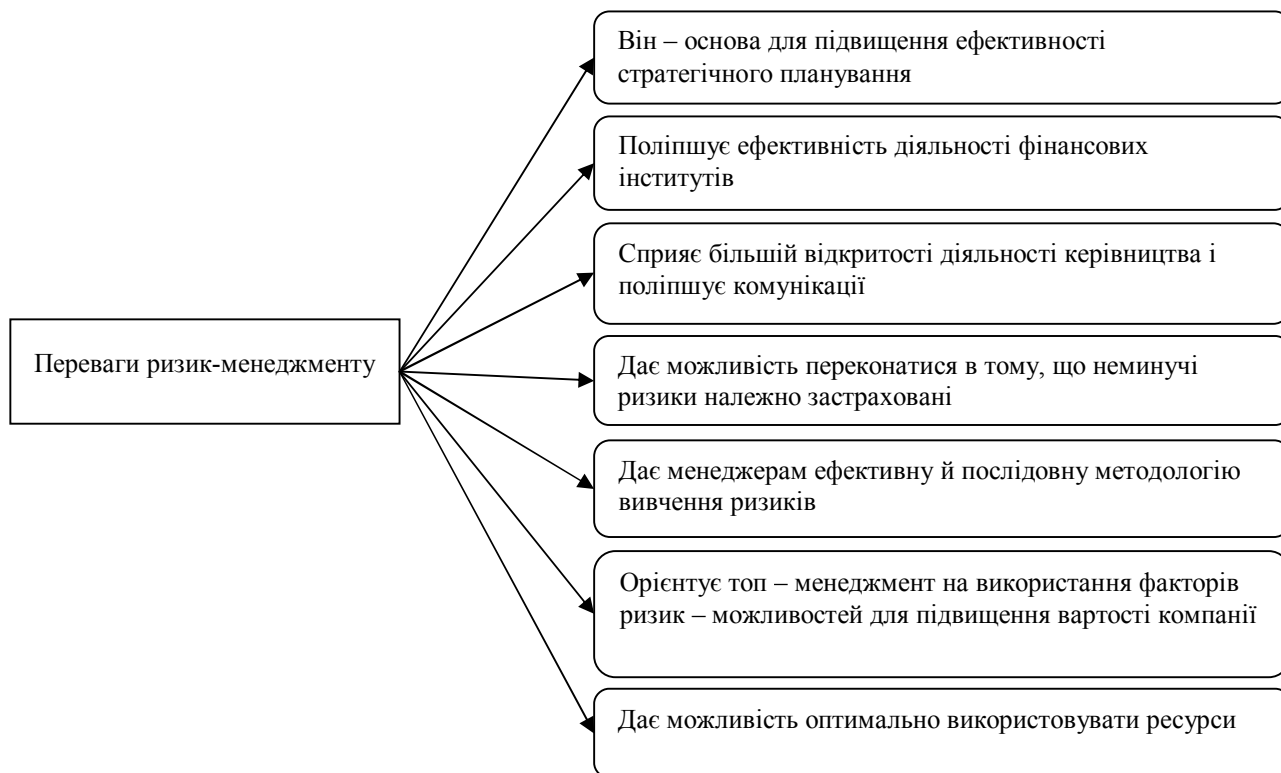 Він – основа для підвищення ефективності
стратегічного планування
Поліпшує ефективність діяльності фінансових
інститутів
Сприяє більшій відкритості діяльності керівництва і
поліпшує комунікації
Переваги ризик-менеджменту
Дає можливість переконатися в тому, що неминучі
ризики належно застраховані
Дає менеджерам ефективну й послідовну методологію
вивчення ризиків
Орієнтує топ – менеджмент на використання факторів
ризик – можливостей для підвищення вартості компанії
Дає можливість оптимально використовувати ресурси